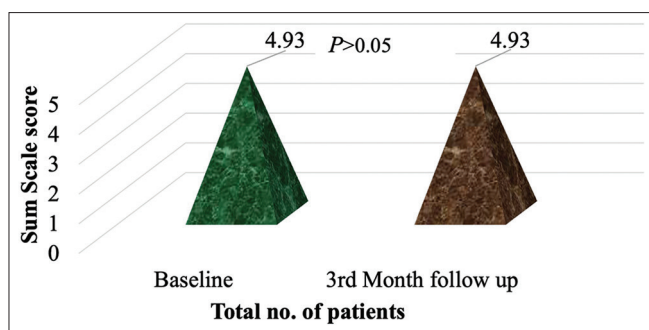 4.93
P>0.05
4.93
Sum Scale score
5
4
3
2
1
0
Baseline
3rd Month follow up
Total no. of patients